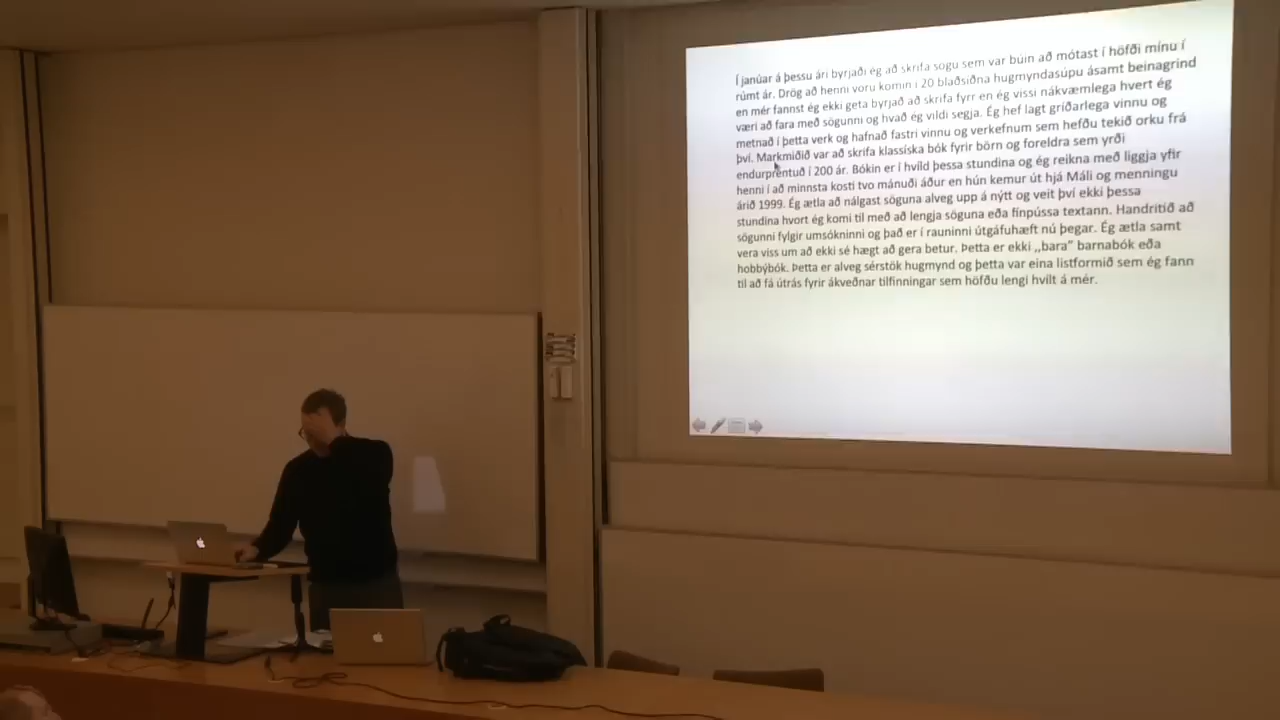 Í janúar á þessu ári byrjaði ég að skrifa sögu sem var búin að mótast í höfði mínu í
rúmt ár. Drög að henni voru komin í 20 blaðsíðna hugmyndasúpu ásamt beinagrind
en mér fannst ég ekki geta byrjað að skrifa fyrr en ég vissi nákvæmlega hvert ég
væri að fara með sögunni og hvað ég vildi segja. Ég hef lagt gríðarlega vinnu og
metnað í þetta verk og hafnað fastri vinnu og verkefnum sem hefðu tekið orku frá
því. Markmiðið var að skrifa klassíska bók fyrir börn og foreldra sem yrði
endurprentuð í 200 ár. Bókin er í hvíld þessa stundina og ég reikna með liggja yfir
henni í að minnsta kosti tvo mánuði áður en hún kemur út hjá Máli og menningu
árið 1999. Ég ætla að nálgast söguna alveg upp á nýtt og veit því ekki þessa
stundina hvort ég komi til með að lengja söguna eða fínpússa textann. Handritið að
sögunni fylgir umsókninni og það er í rauninni útgáfuhæft nú þegar. Ég ætla samt
vera viss um að ekki sé hægt að gera betur. Þetta er ekki ,,bara” barnabók eða
hobbýbók. Þetta er alveg sérstök hugmynd og þetta var eina listformið sem ég fann
til að fá útrás fyrir ákveðnar tilfinningar sem höfðu lengi hvílt á mér.